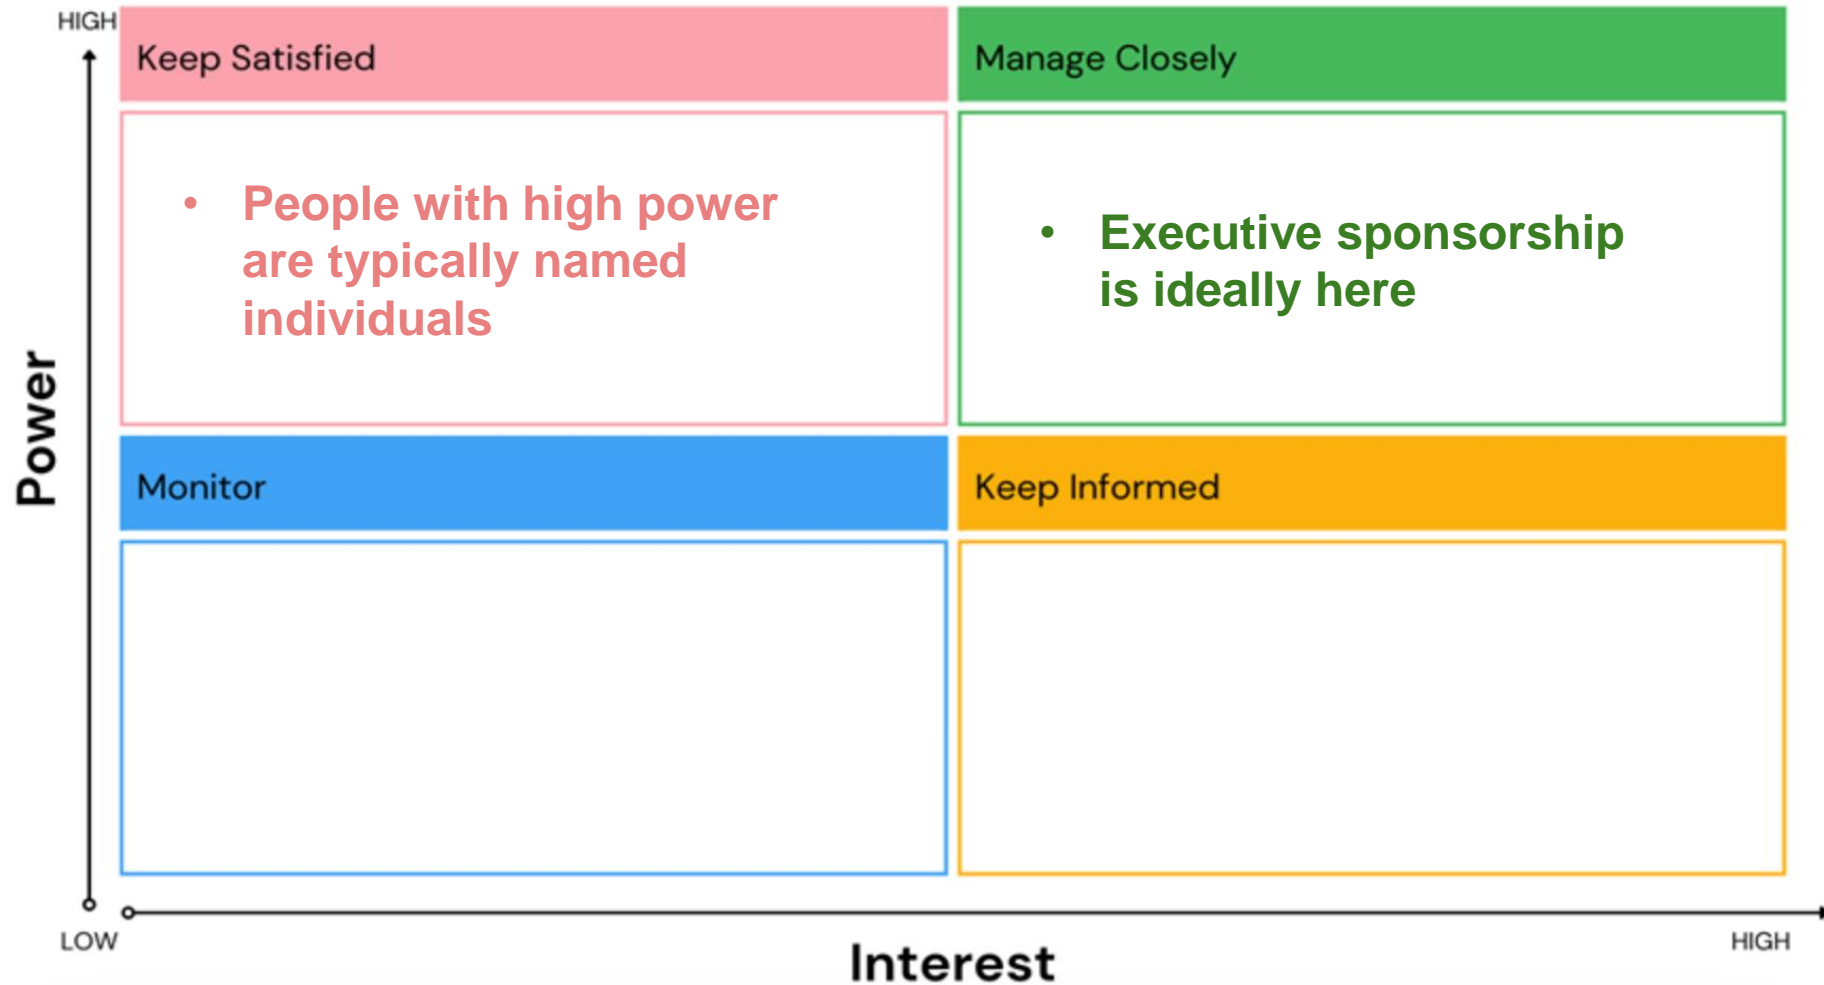 HIGH
Keep Satisfied
Manage Closely
• People with high power
are typically named
individuals
• Executive sponsorship
is ideally here
Power
Monitor
Keep Informed
LOW
HIGH
Interest